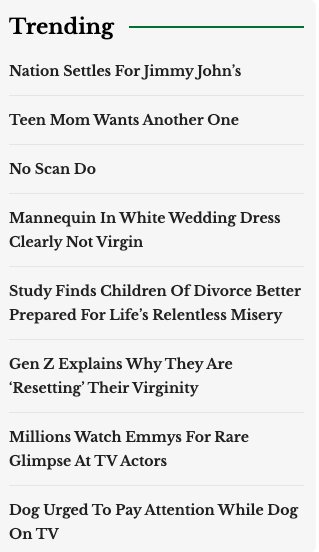 Trending
Nation Settles For Jimmy John’s
Teen Mom Wants Another One
No Scan Do
Mannequin In White Wedding Dress
Clearly Not Virgin
Study Finds Children Of Divorce Better
Prepared For Life’s Relentless Misery
Gen Z Explains Why They Are
‘Resetting’ Their Virginity
Millions Watch Emmys For Rare
Glimpse At TV Actors
Dog Urged To Pay Attention While Dog
On TV